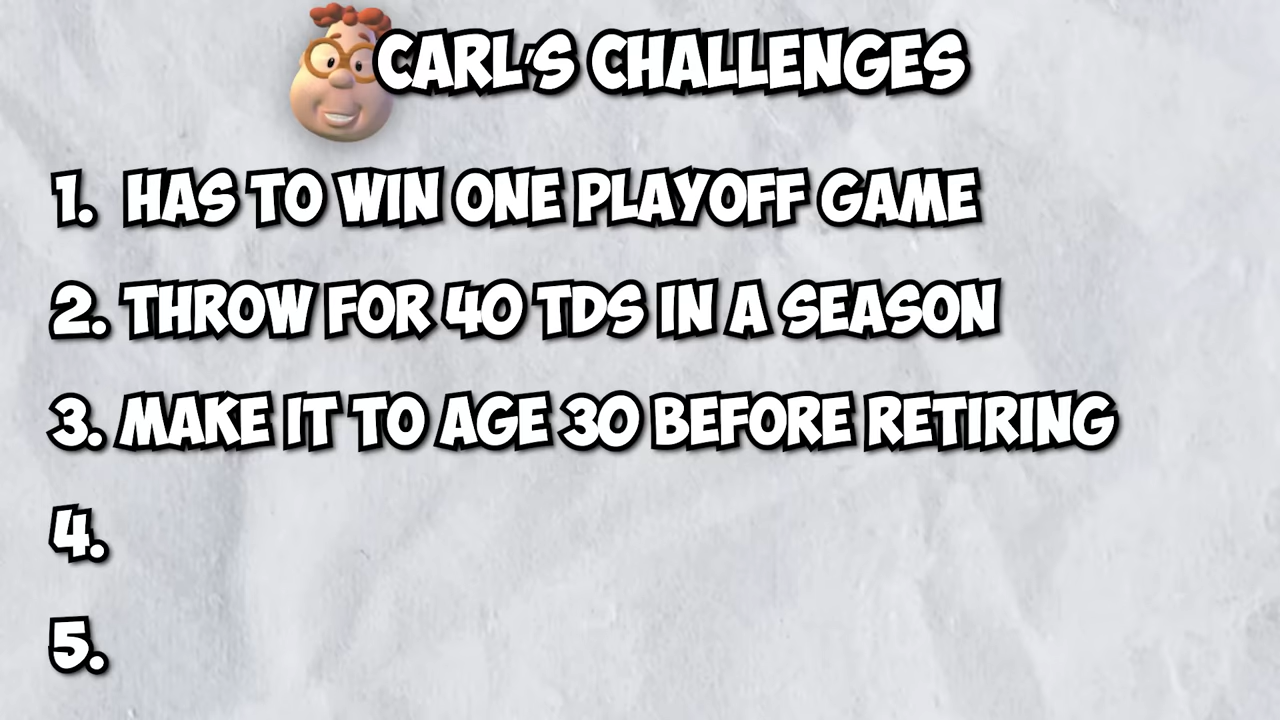 CARL'S CHALLENGES
1. HAS TO WIN ONE PLAYOFF GAME
2. THROW FOR 40 TDS IN A SEASON
3. MAKE IT TO AGE 30 BEFORE RETIRING
4.
5.